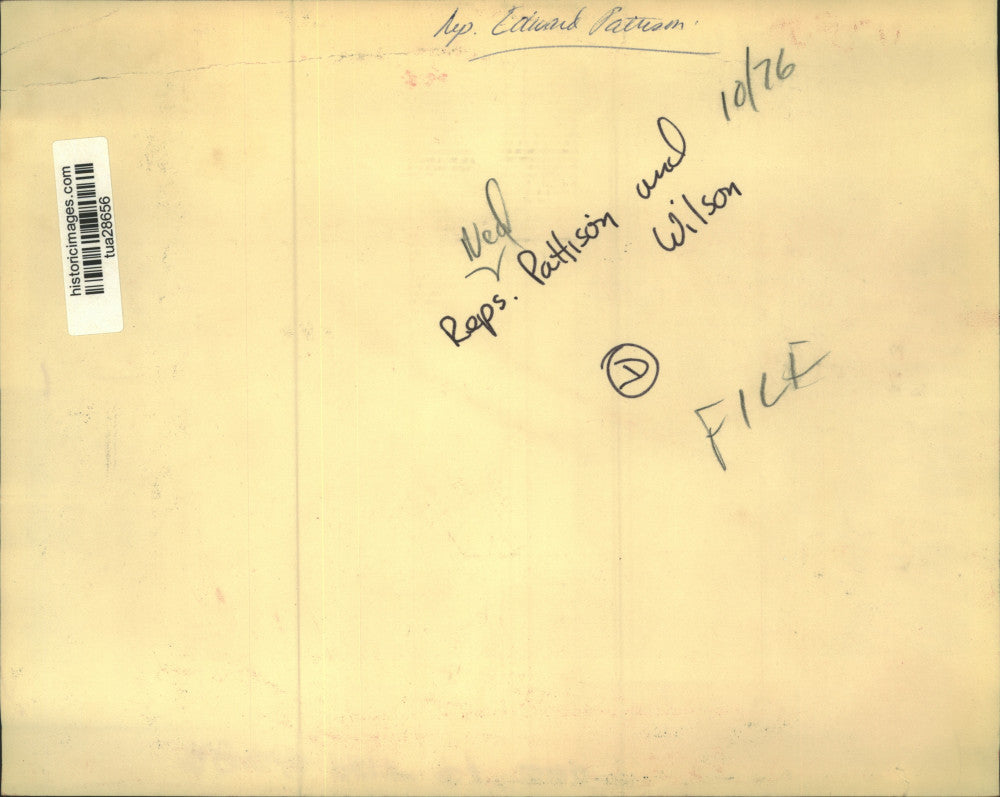 Rep. Edward Pattison
10/76
historicimages.com
tua28656
Ned
Reps. Pattison and
Wilson
D
FILE